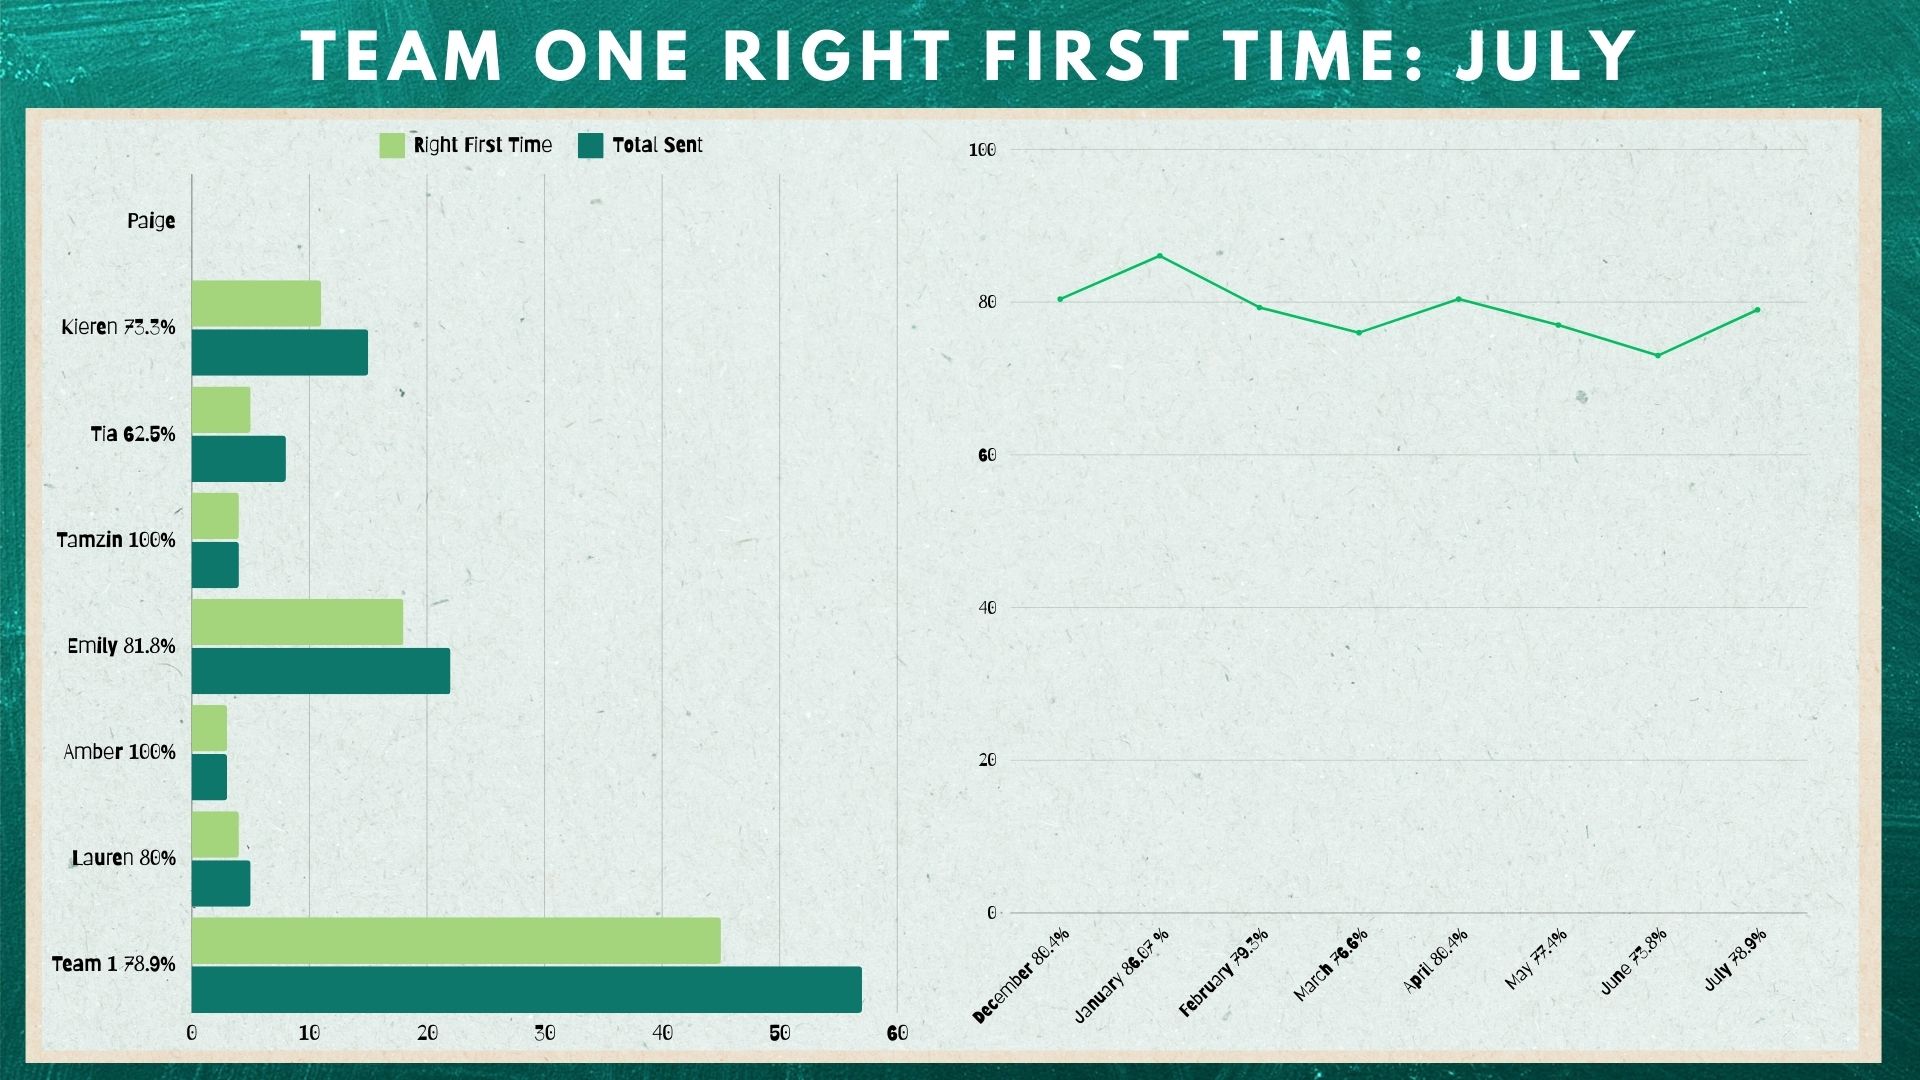 TEAM ONE RIGHT FIRST TIME: JULY
Right First Time Total Sent
Paige
Kieren 73.3%
Tia 62.5%
Tamzin 100%
Emily 81.8%
Amber 100%
Lauren 80%
Team 1 78.9%
0 10 20 30 40 50 60
100
80
60
40
20
0
December 80.4%
January 86.07 %
February 79.3%
March 76.6%
April 80.4%
May 77.4%
June 73.8%
July 78.9%